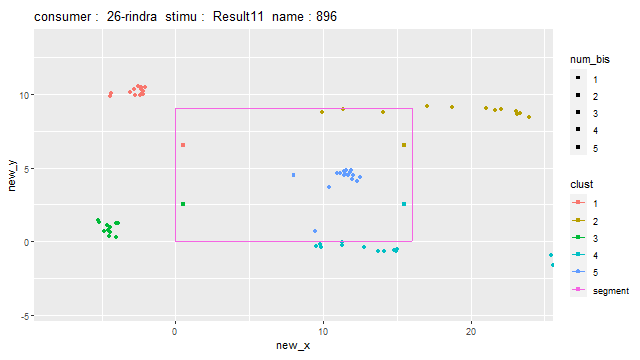 consumer : 26-rindra stimu : Result11 name : 896
10
5
0
-5
new_y
0
10
20
new_x
num_bis
1
2
3
4
5
clust
1
2
3
4
5
segment